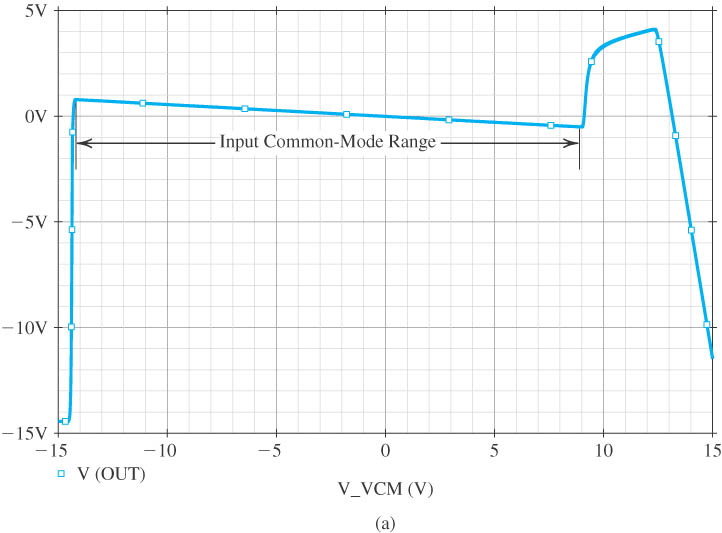 5V
0V
Input Common-Mode Range
−5V
−10V
−15V
−15 −10 −5 0 5 10 15
V (OUT)
V_VCM (V)
(a)